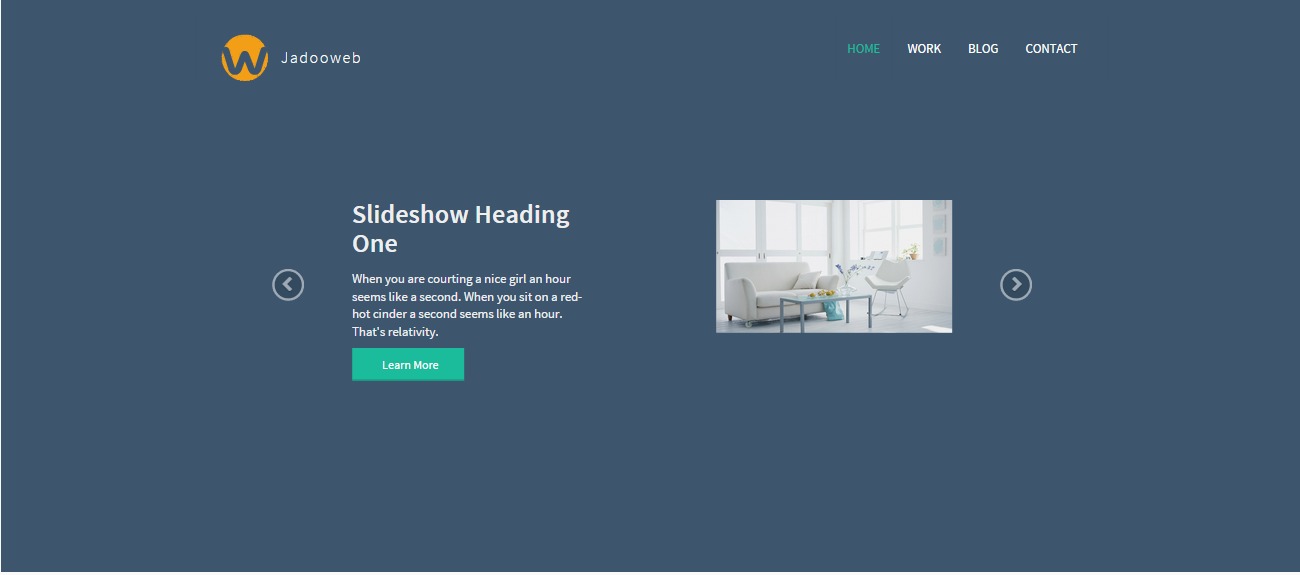 W
Jadooweb
HOME WORK BLOG CONTACT
Slideshow Heading
One
When you are courting a nice girl an hour
seems like a second. When you sit on a red-
hot cinder a second seems like an hour.
That's relativity.
Learn More